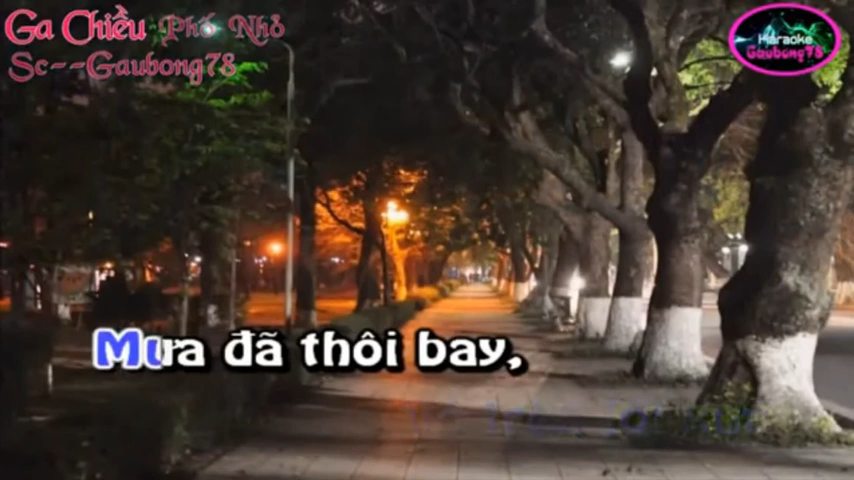 Ga Chiều Phố Nhỏ
Sc--Gaubong78
Karaoke
Gaubong78
Mưa đã thôi bay,